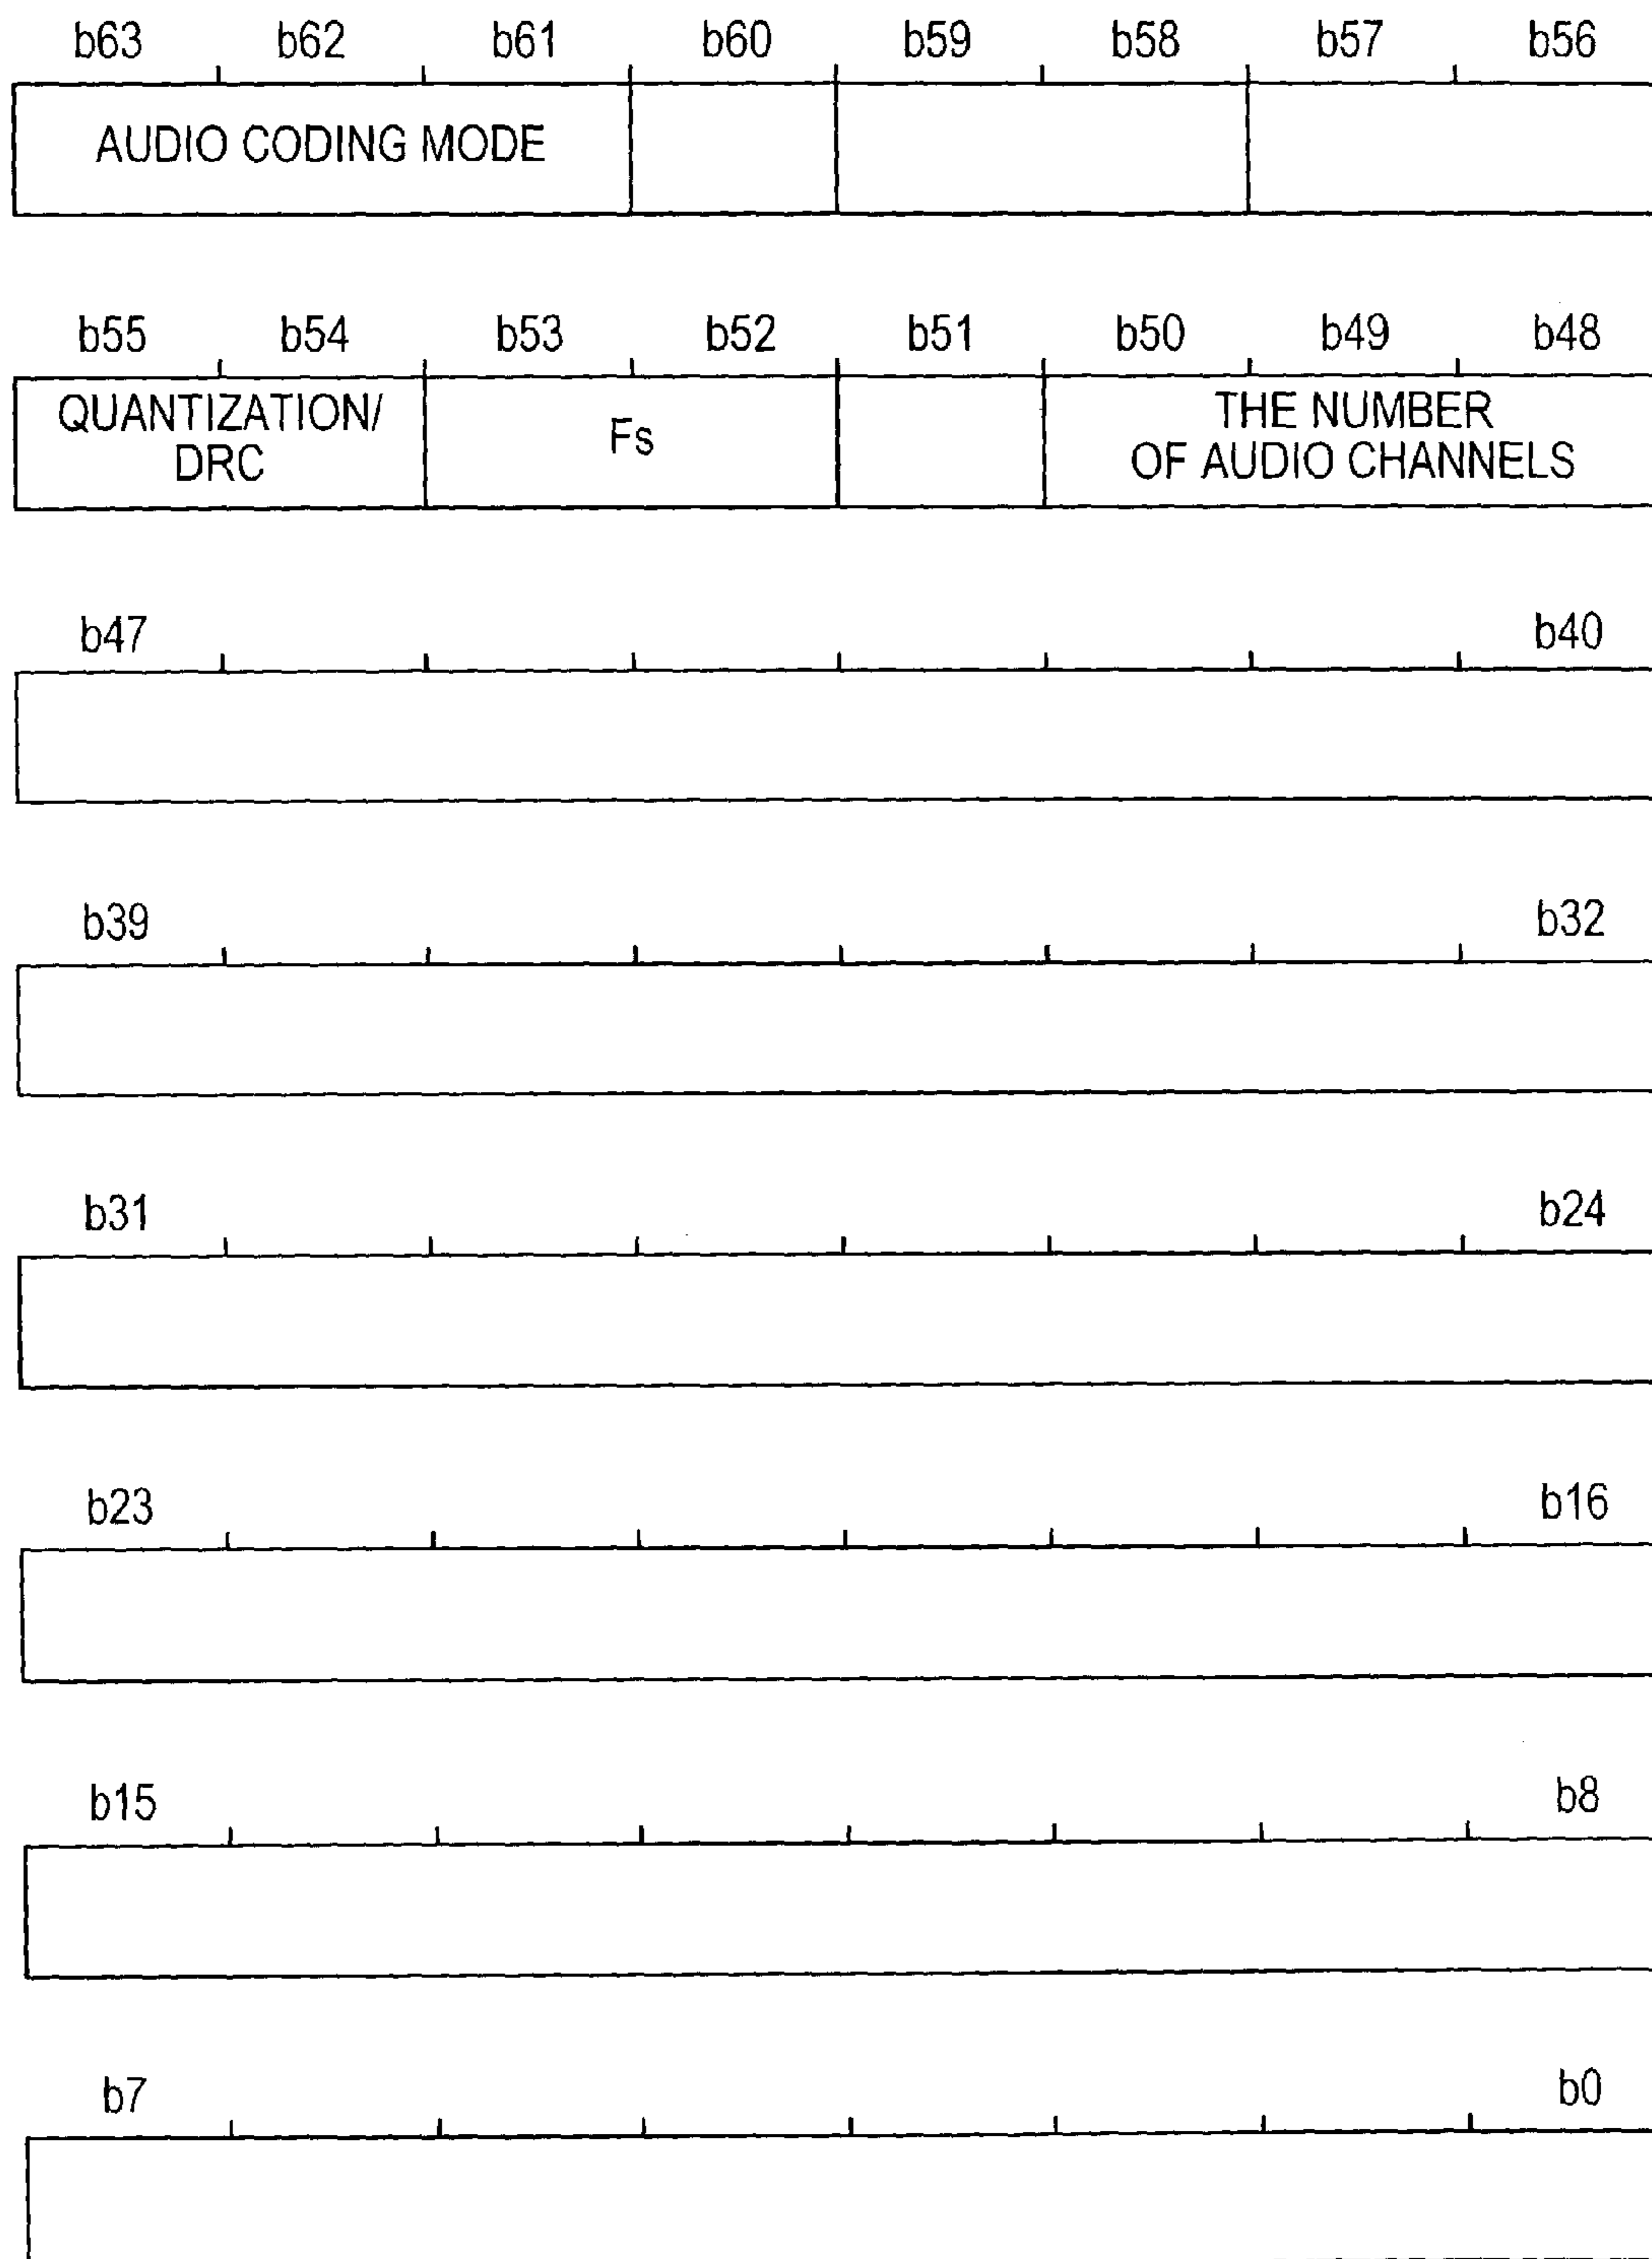 b63 b62 b61 b60 b59 b58 b57 b56
AUDIO CODING MODE
b55 b54 b53 b52 b51 b50 b49 b48
QUANTIZATION/
DRC
Fs
THE NUMBER
OF AUDIO CHANNELS
b47 b40
b39 b32
b31 b24
b23 b16
b15 b8
b7 b0